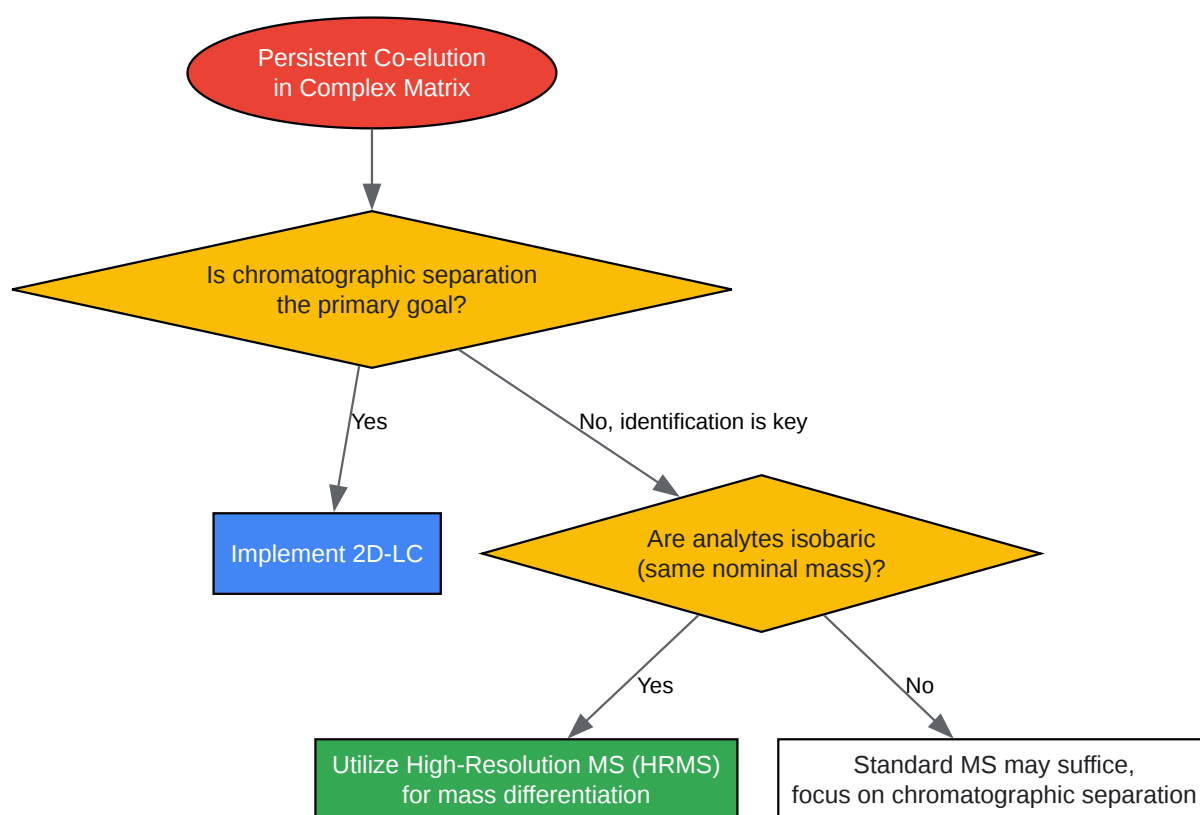 Persistent Co-elution
in Complex Matrix
Is chromatographic separation
the primary goal?
Yes
No, identification is key
Implement 2D-LC
Are analytes isobaric
(same nominal mass)?
Yes
No
Utilize High-Resolution MS (HRMS)
for mass differentiation
Standard MS may suffice,
focus on chromatographic separation